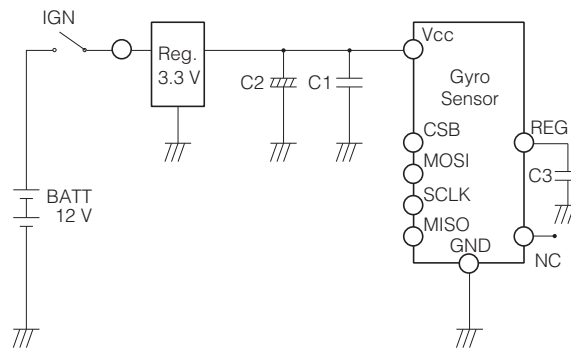 IGN
Reg.
3.3 V
C2
C1
Vcc
Gyro
Sensor
CSB
REG
MOSI
C3
SCLK
BATT
12 V
MISO
GND
NC